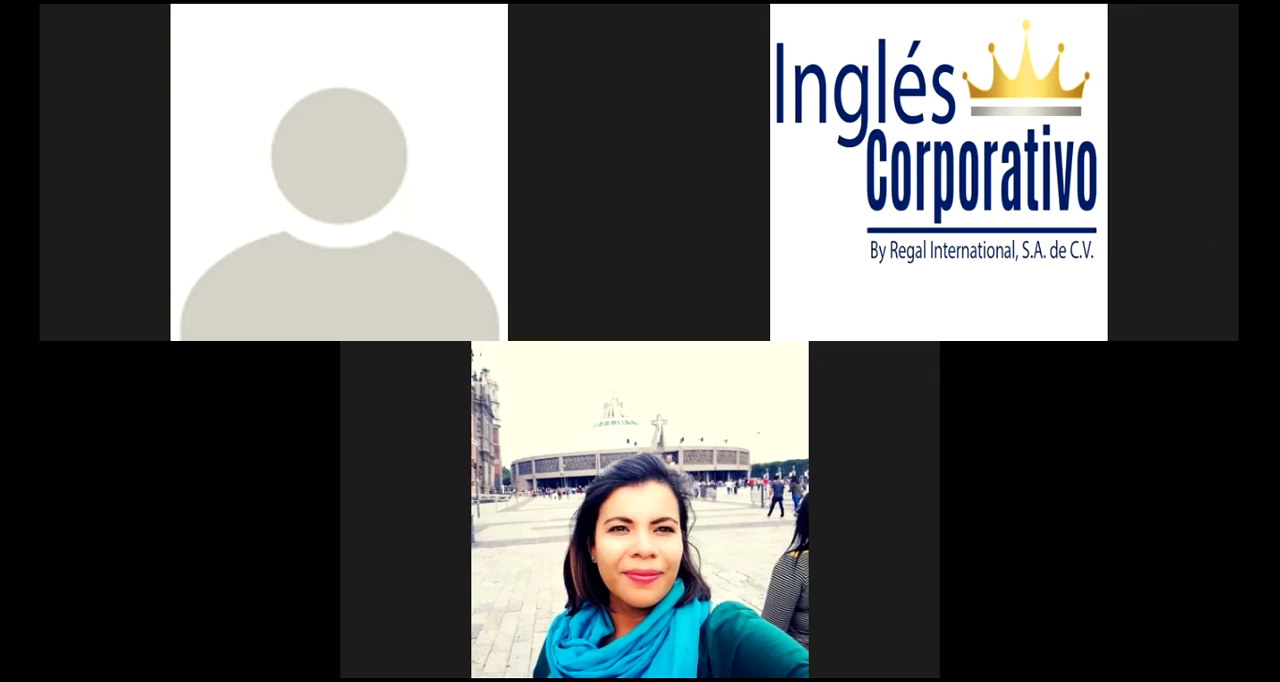 Inglés
Corporativo
By Regal International, S.A. de C.V.